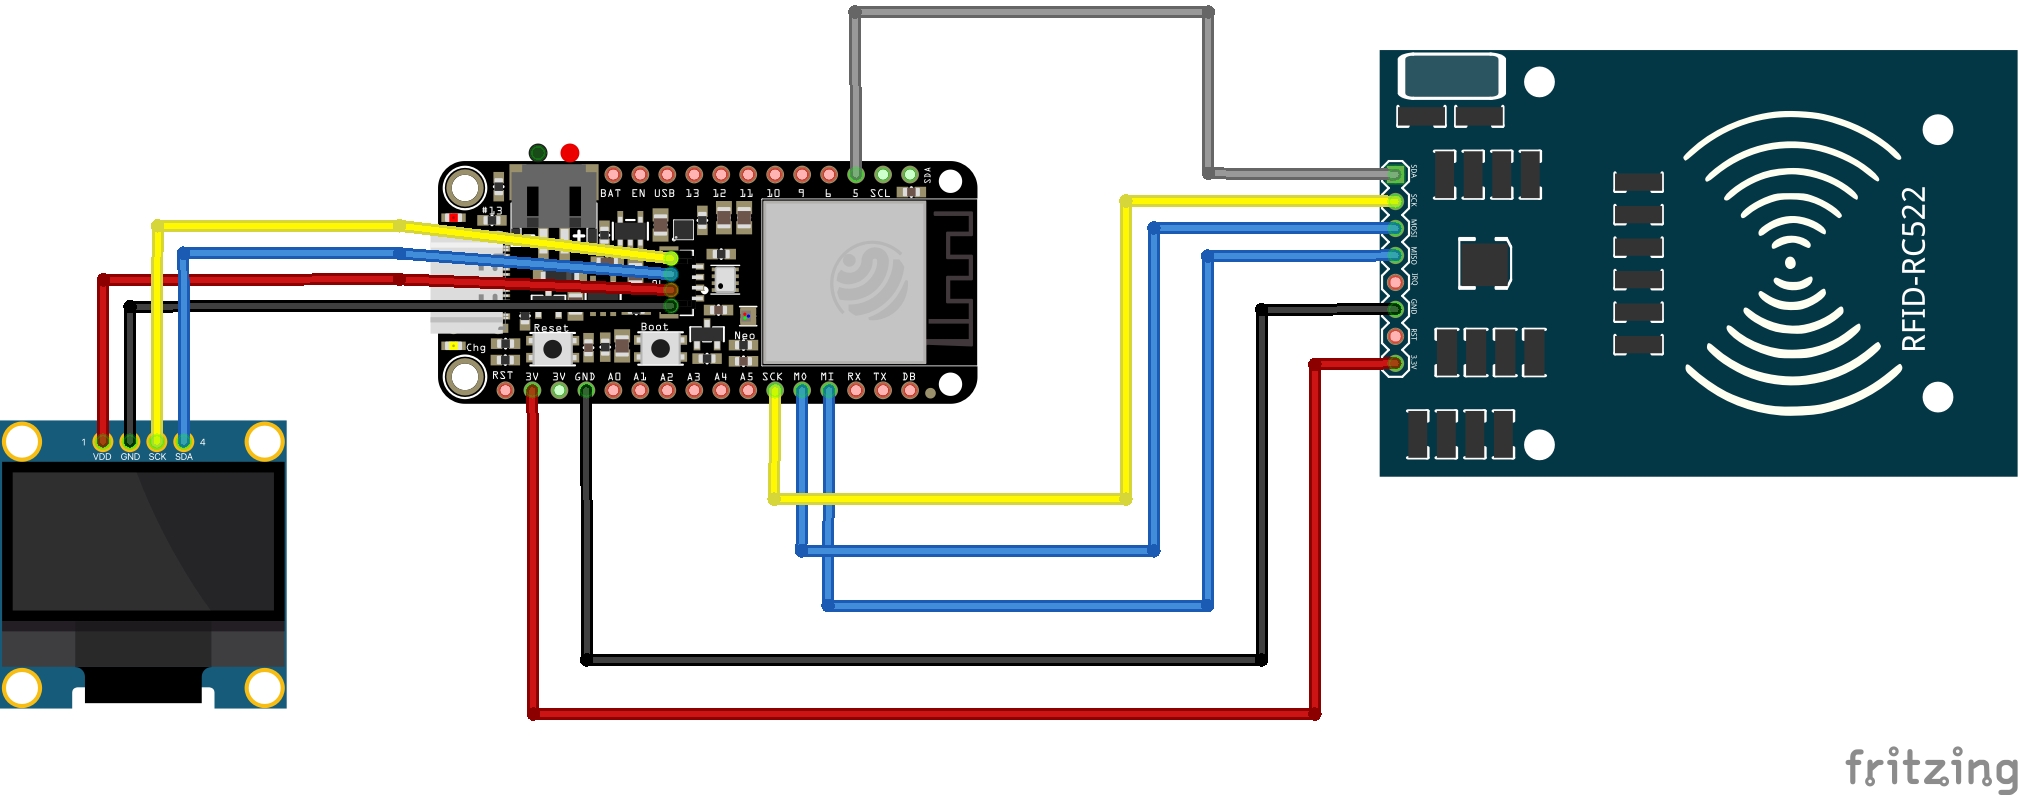 BAT EN USB 13 12 11 10 9 6 5 SCL SDA
#13
+
Reset
Boot
Neo
Chg
RST 3V 3V GND A0 A1 A2 A3 A4 A5 SCK MO MI RX TX DB
1
4
VDD GND SCK SDA
SDA
SCK
MOSI
MISO
IRQ
GND
RST
3.3V
RFID-RC522
fritzing